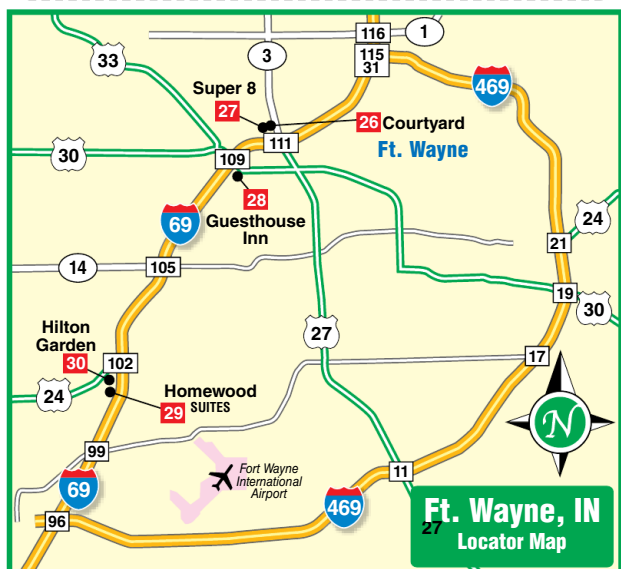 116
1
33
3
115
31
Super 8
469
27
26 Courtyard
111
Ft. Wayne
30
109
28
Guesthouse
Inn
69
24
21
14
105
19
30
Hilton
Garden
27
30
102
17
24
Homewood
29 SUITES
N
99
Fort Wayne
International
Airport
69
11
469
96
Ft. Wayne, IN
27
Locator Map